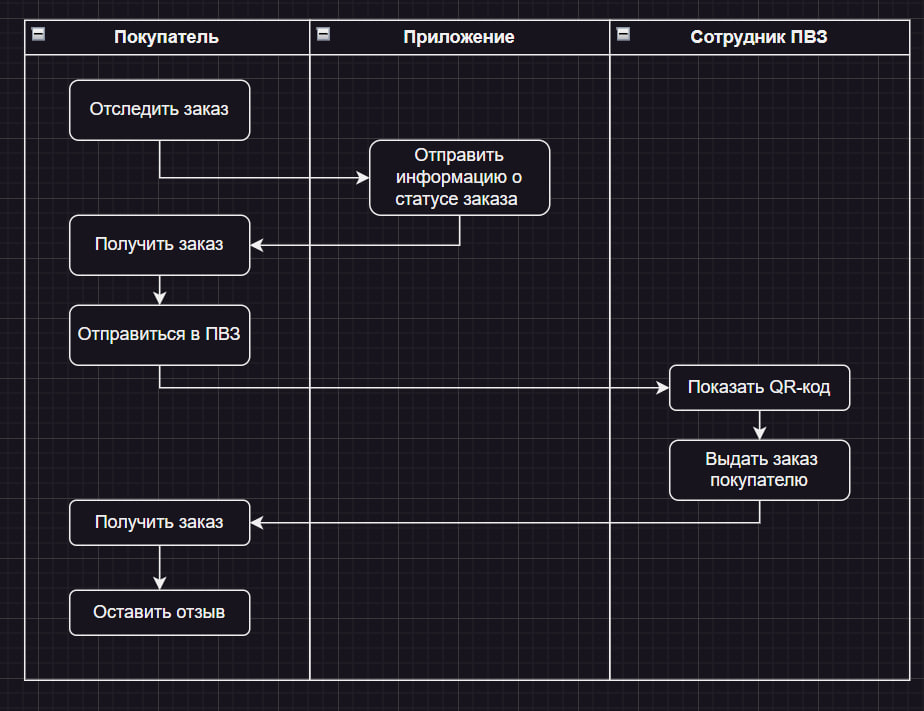 Покупатель
Приложение
Сотрудник ПВЗ
Отследить заказ
Отправить
информацию о
статусе заказа
Получить заказ
Отправиться в ПВЗ
Показать QR-код
Выдать заказ
покупателю
Получить заказ
Оставить отзыв